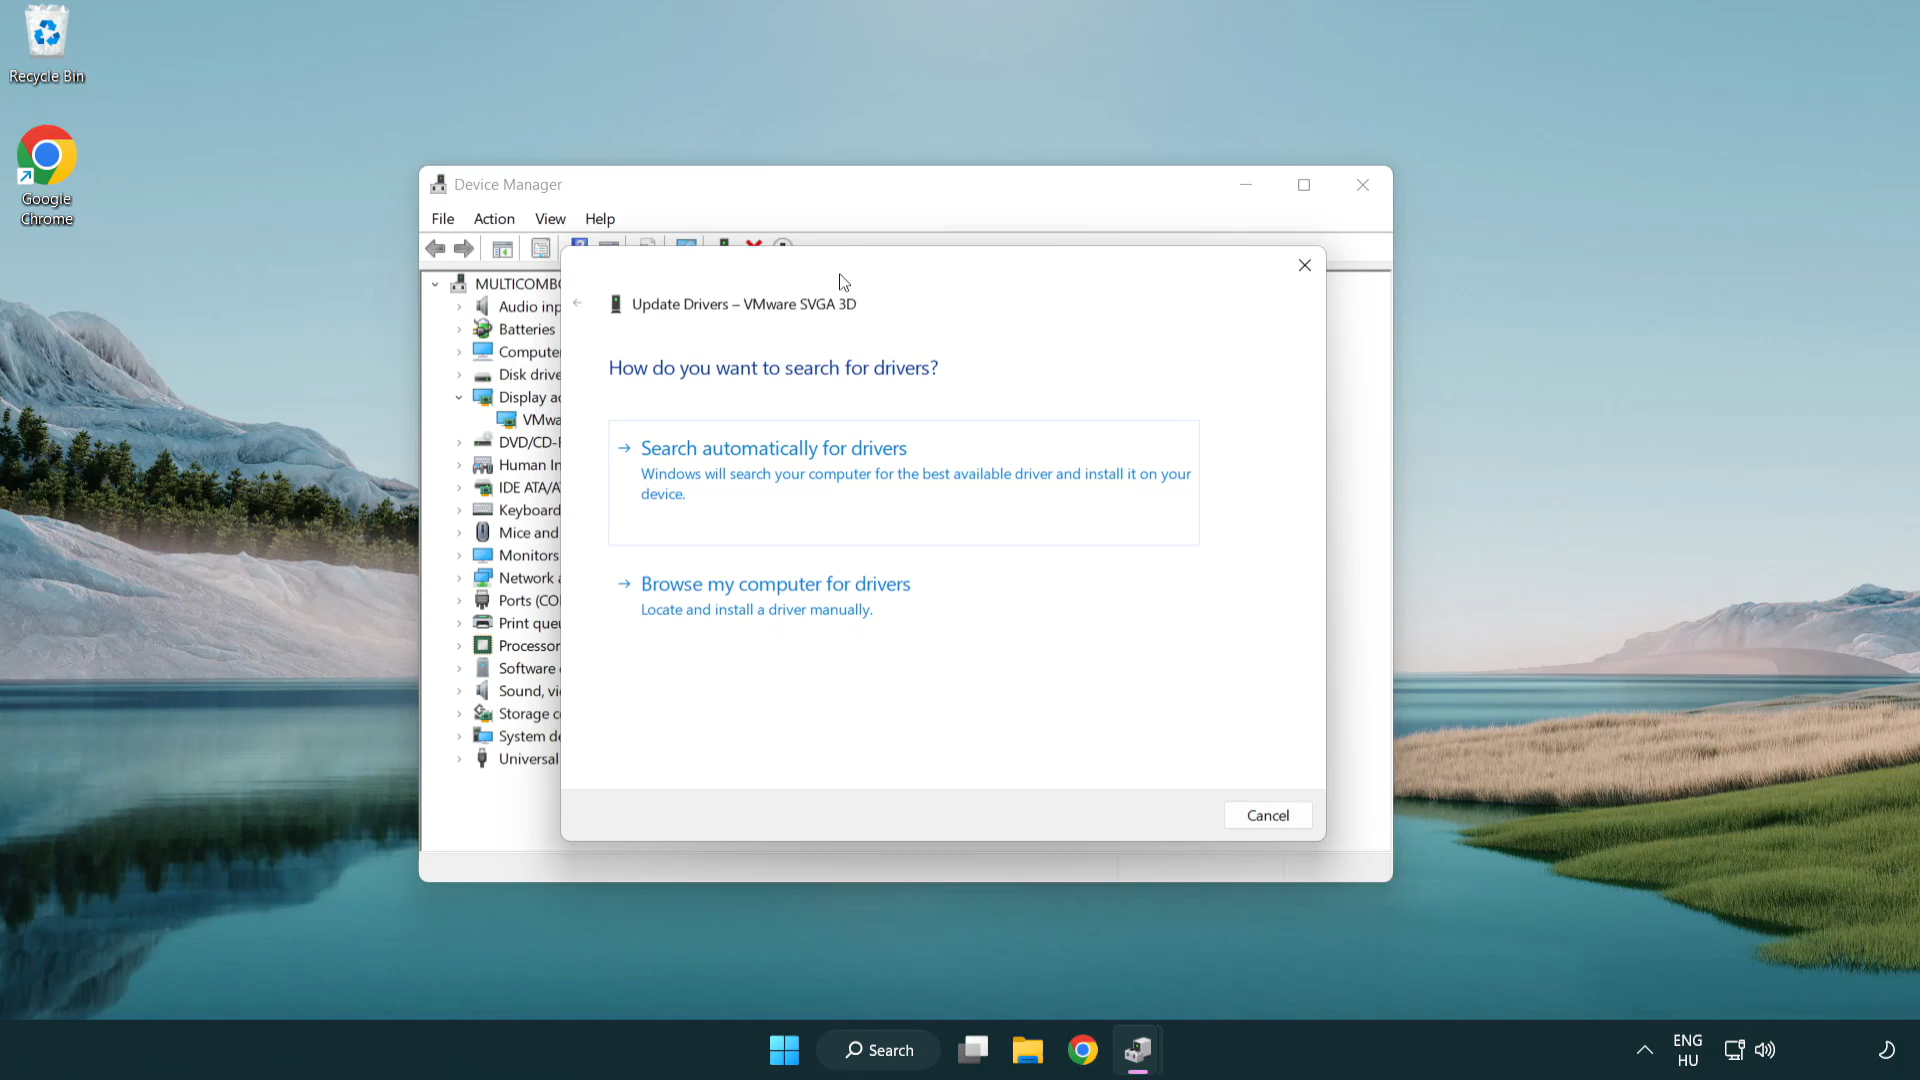 Recycle Bin
Google
Chrome
Device Manager
File Action View Help
MULTICOMB
Audio inp
Batteries
Compute
Disk drive
Display a
VMwa
DVD/CD-
Human In
IDE ATA/A
Keyboard
Mice and
Monitors
Network a
Ports (CO
Print que
Processor
Software
Sound, vi
Storage c
System de
Universal
Update Drivers – VMware SVGA 3D
How do you want to search for drivers?
Search automatically for drivers
Windows will search your computer for the best available driver and install it on your
device.
Browse my computer for drivers
Locate and install a driver manually.
Cancel
Search
ENG
HU